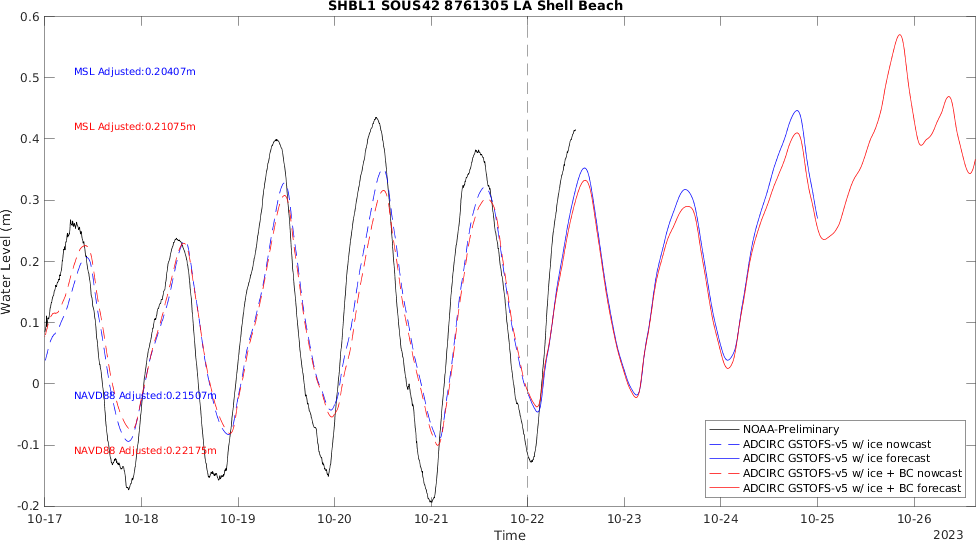 SHBL1 SOUS42 8761305 LA Shell Beach
0.6
0.5
0.4
0.3
0.2
0.1
0
-0.1
-0.2
Water Level (m)
MSL Adjusted:0.20407m
MSL Adjusted:0.21075m
NAVD88 Adjusted:0.21507m
NAVD88 Adjusted:0.22175m
NOAA-Preliminary
ADCIRC GSTOFS-v5 w/ ice nowcast
ADCIRC GSTOFS-v5 w/ ice forecast
ADCIRC GSTOFS-v5 w/ ice + BC nowcast
ADCIRC GSTOFS-v5 w/ ice + BC forecast
10-17 10-18 10-19 10-20 10-21 10-22 10-23 10-24 10-25 10-26
Time
2023